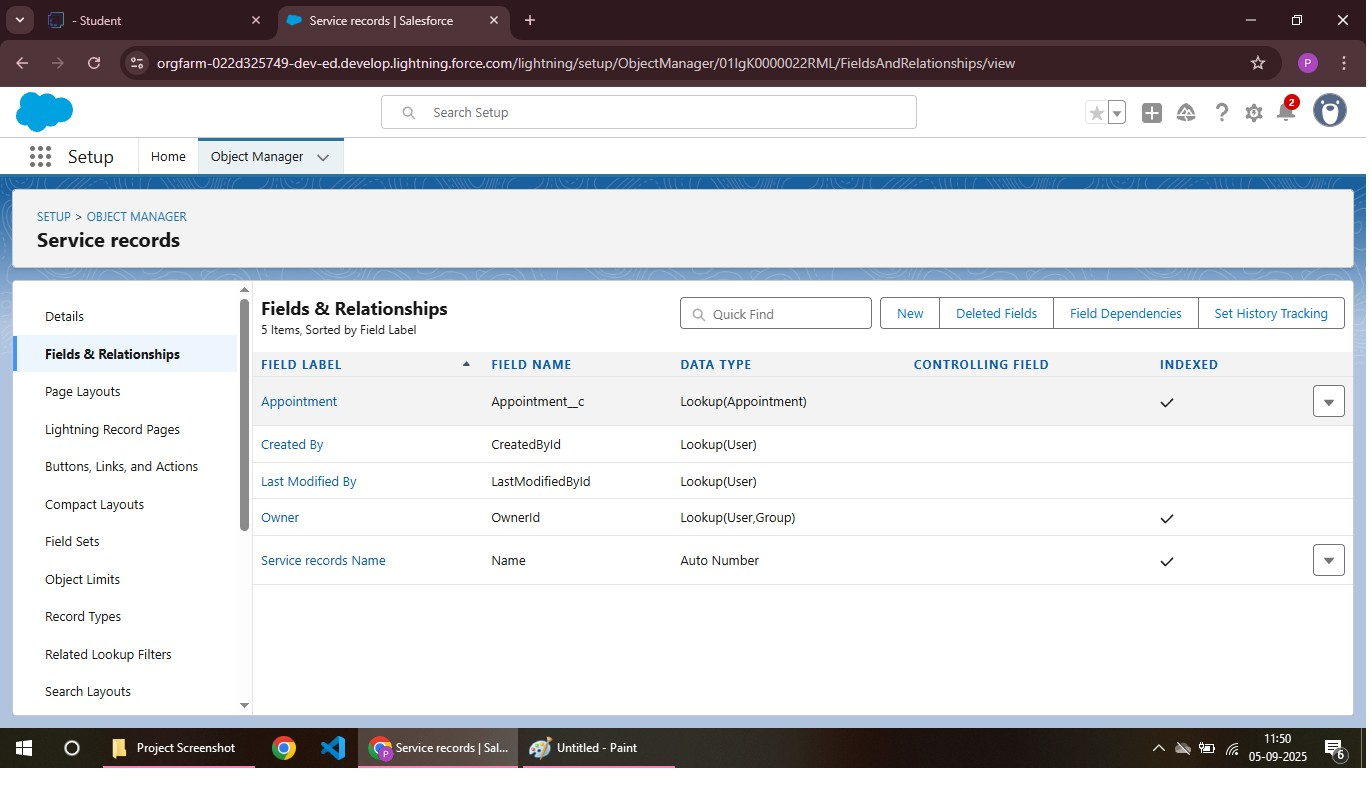 - Student
Service records | Salesforce
orgfarm-022d325749-dev-ed.develop.lightning.force.com/lightning/setup/ObjectManager/01IgK0000022RML/FieldsAndRelationships/view
P
Search Setup
2
Setup
Home
Object Manager
SETUP > OBJECT MANAGER
Service records
Details
Fields & Relationships
Page Layouts
Lightning Record Pages
Buttons, Links, and Actions
Compact Layouts
Field Sets
Object Limits
Record Types
Related Lookup Filters
Search Layouts
Fields & Relationships
5 Items, Sorted by Field Label
Quick Find
New
Deleted Fields
Field Dependencies
Set History Tracking
FIELD LABEL FIELD NAME DATA TYPE CONTROLLING FIELD INDEXED
Appointment Appointment__c Lookup(Appointment)
Created By CreatedById Lookup(User)
Last Modified By LastModifiedById Lookup(User)
Owner OwnerId Lookup(User,Group)
Service records Name Name Auto Number
Project Screenshot
P
Service records | Sal...
Untitled - Paint
11:50
05-09-2025
6